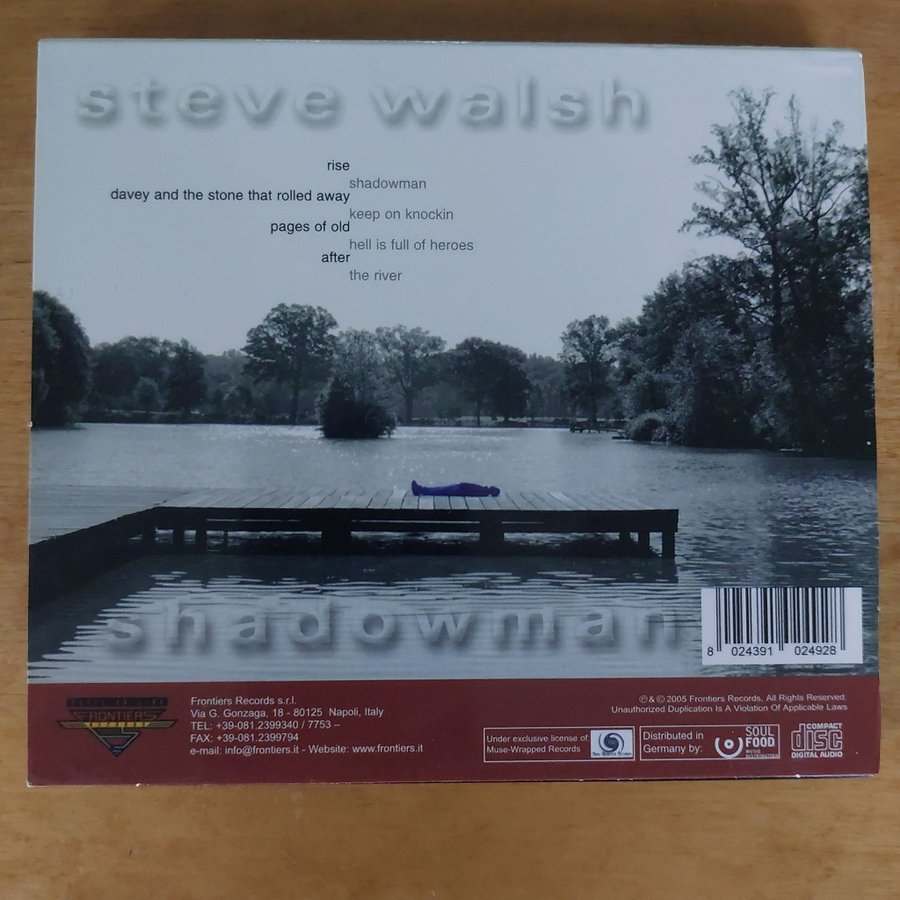 steve walsh
rise
shadowman
davey and the stone that rolled away
keep on knockin
pages of old
hell is full of heroes
after
the river
shadowman
8 024391 024928
FRONTIERS
Frontiers Records s.r.l.
Via G. Gonzaga, 18 - 80125 Napoli, Italy
TEL: +39-081.2399340 / 7753 –
FAX: +39-081.2399794
e-mail: info@frontiers.it - Website: www.frontiers.it
℗ & © 2005 Frontiers Records. All Rights Reserved.
Unauthorized Duplication Is A Violation Of Applicable Laws
Under exclusive license of
Muse-Wrapped Records
Distributed in
Germany by:
SOUL
FOOD
MUSIC
DISTRIBUTION
COMPACT
disc
DIGITAL AUDIO